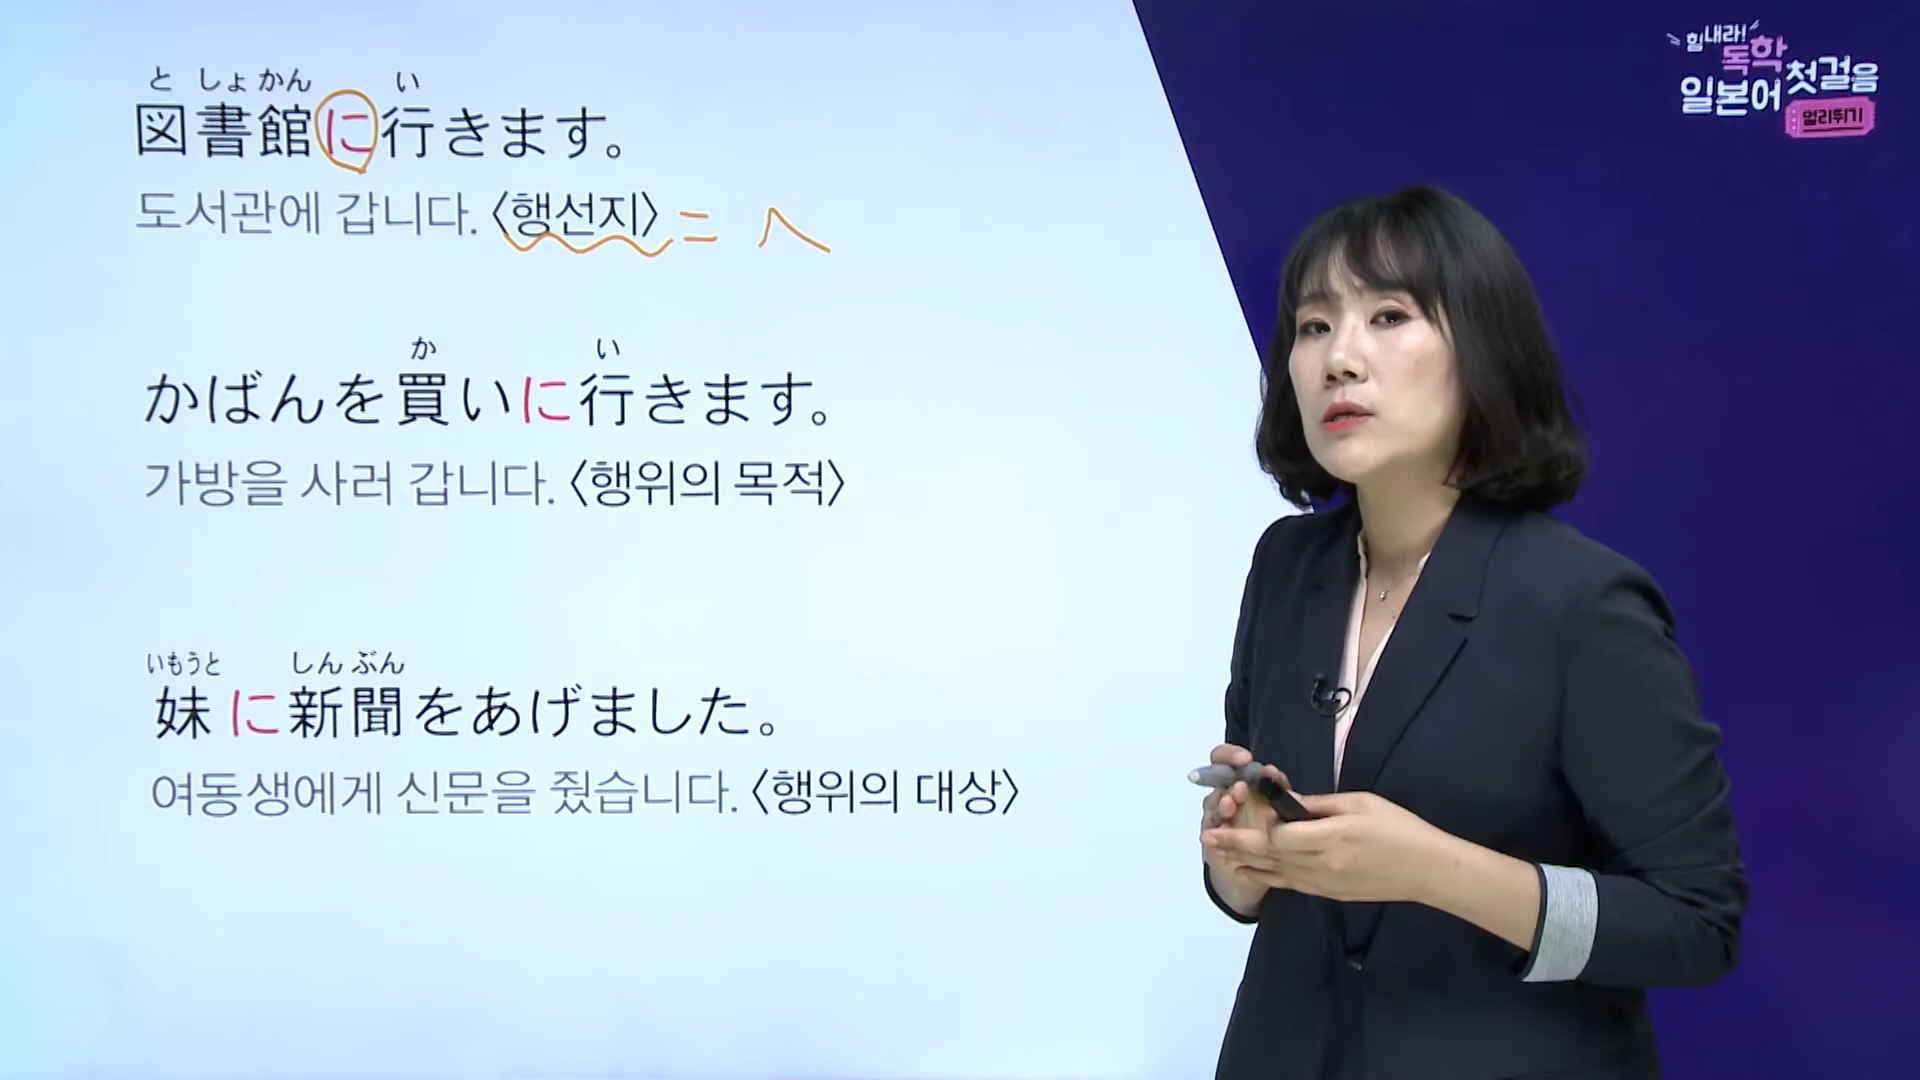 と しょ かん い
図書館に行きます。
도서관에 갑니다. 〈행선지〉 = へ
か い
かばんを買いに行きます。
가방을 사러 갑니다. 〈행위의 목적〉
いもうと しん ぶん
妹に新聞をあげました。
여동생에게 신문을 줬습니다. 〈행위의 대상〉
힘내라!
독학
일본어 첫걸음
멀리뛰기